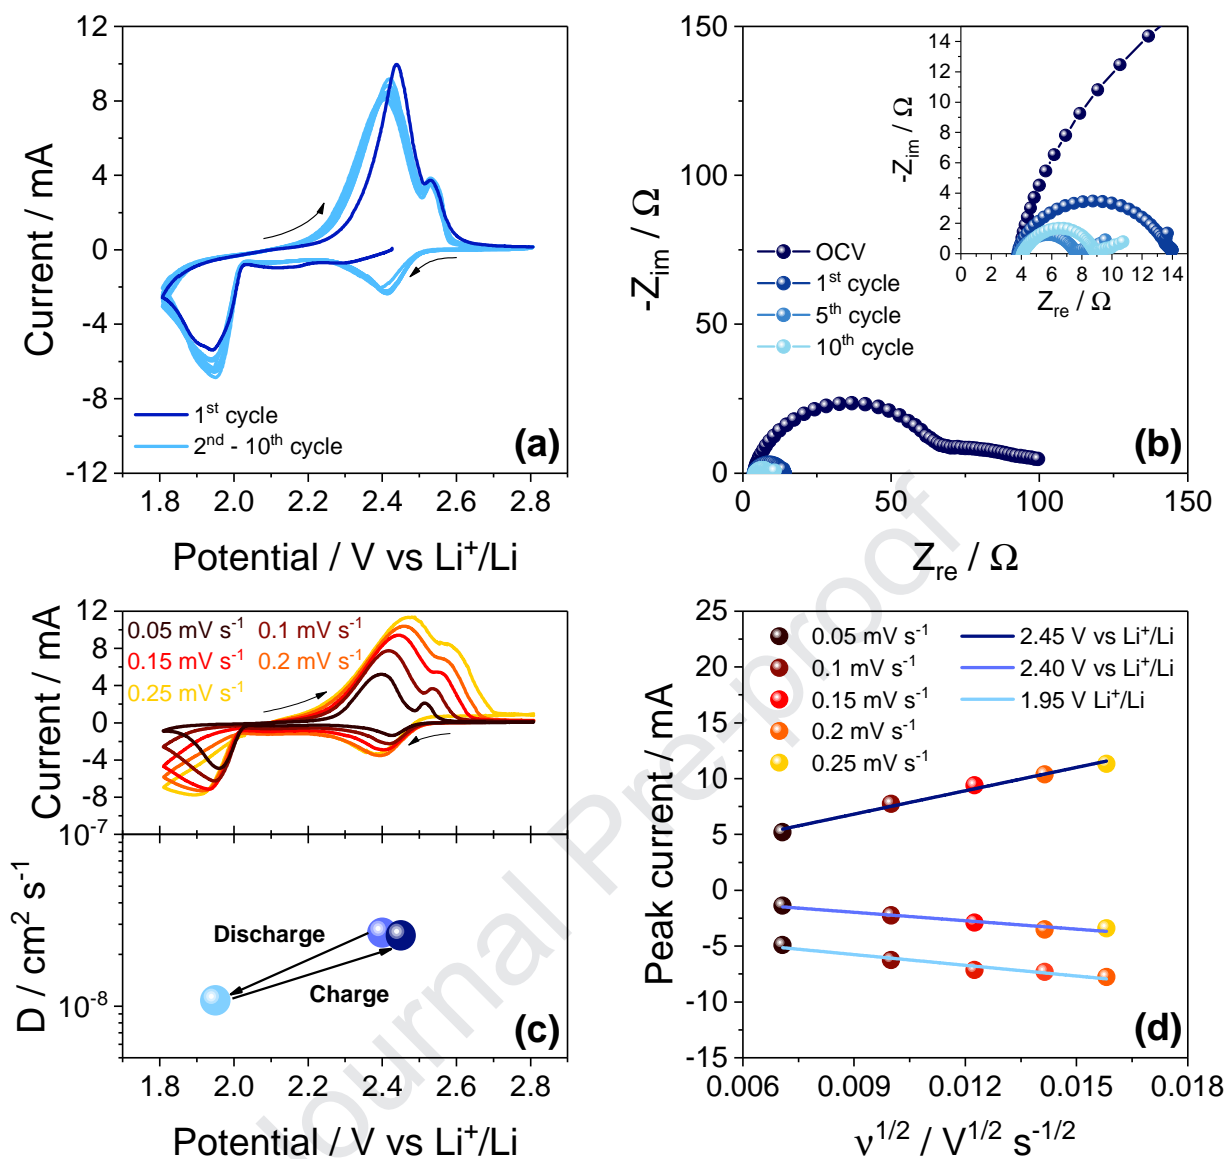 12
8
4
0
-4
-8
-12
Current / mA
1st cycle
2nd - 10th cycle
(a)
1.8 2.0 2.2 2.4 2.6 2.8
Potential / V vs Li+/Li
150
100
75
50
25
0
-Zim / Ω
OCV
1st cycle
5th cycle
10th cycle
14
12
10
8
6
4
2
0
-Zim / Ω
0 2 4 6 8 10 12 14
Zre / Ω
(b)
0 50 100 150
Zre / Ω
12
8
4
0
-4
-8
Current / mA
0.05 mV s-1 0.1 mV s-1
0.15 mV s-1 0.2 mV s-1
0.25 mV s-1
10-7
10-8
D / cm2 s-1
Discharge
Charge
(c)
1.8 2.0 2.2 2.4 2.6 2.8
Potential / V vs Li+/Li
25
20
15
10
5
0
-5
-10
-15
Peak current / mA
0.05 mV s-1
0.1 mV s-1
0.15 mV s-1
0.2 mV s-1
0.25 mV s-1
2.45 V vs Li+/Li
2.40 V vs Li+/Li
1.95 V Li+/Li
(d)
0.006 0.009 0.012 0.015 0.018
ν1/2 / V1/2 s-1/2
Journal Pre-proof